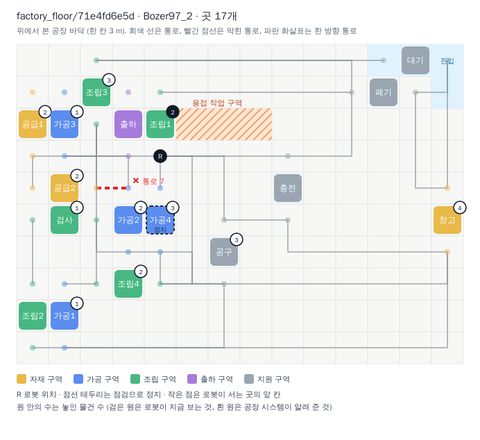 factory_floor/71e4fd6e5d · Bozer97_2 · 곳 17개
위에서 본 공장 바닥 (한 칸 3 m). 회색 선은 통로, 빨간 점선은 막힌 통로, 파란 화살표는 한 방향 통로
대기
진입
3
조립3
폐기
용접 작업 구역
2
공급1
1
가공3
출하
2
조립1
R
✕ 통로 7
공급2
충전
1
검사
2
가공2
3
가공4
정지
4
창고
3
공구
2
조립4
조립2
1
가공1
자재 구역
가공 구역
조립 구역
출하 구역
지원 구역
R 로봇 위치 · 점선 테두리는 점검으로 정지 · 작은 점은 로봇이 서는 곳의 앞 칸
원 안의 수는 놓인 물건 수 (검은 원은 로봇이 지금 보는 것, 흰 원은 공장 시스템이 알려 준 것)